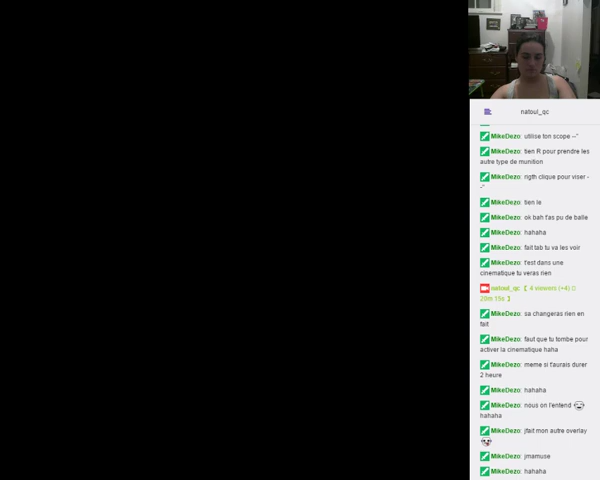 natoul_qc
MikeDezo: utilise ton scope --"
MikeDezo: tien R pour prendre les
autre type de munition
MikeDezo: rigth clique pour viser -
-"
MikeDezo: tien le
MikeDezo: ok bah t'as pu de balle
MikeDezo: hahaha
MikeDezo: fait tab tu va les voir
MikeDezo: t'est dans une
cinematique tu veras rien
natoul_qc 【 4 viewers (+4)
20m 15s 】
MikeDezo: sa changeras rien en
fait
MikeDezo: faut que tu tombe pour
activer la cinematique haha
MikeDezo: meme si t'aurais durer
2 heure
MikeDezo: hahaha
MikeDezo: nous on l'entend
hahaha
MikeDezo: jfait mon autre overlay
MikeDezo: jmamuse
MikeDezo: hahaha